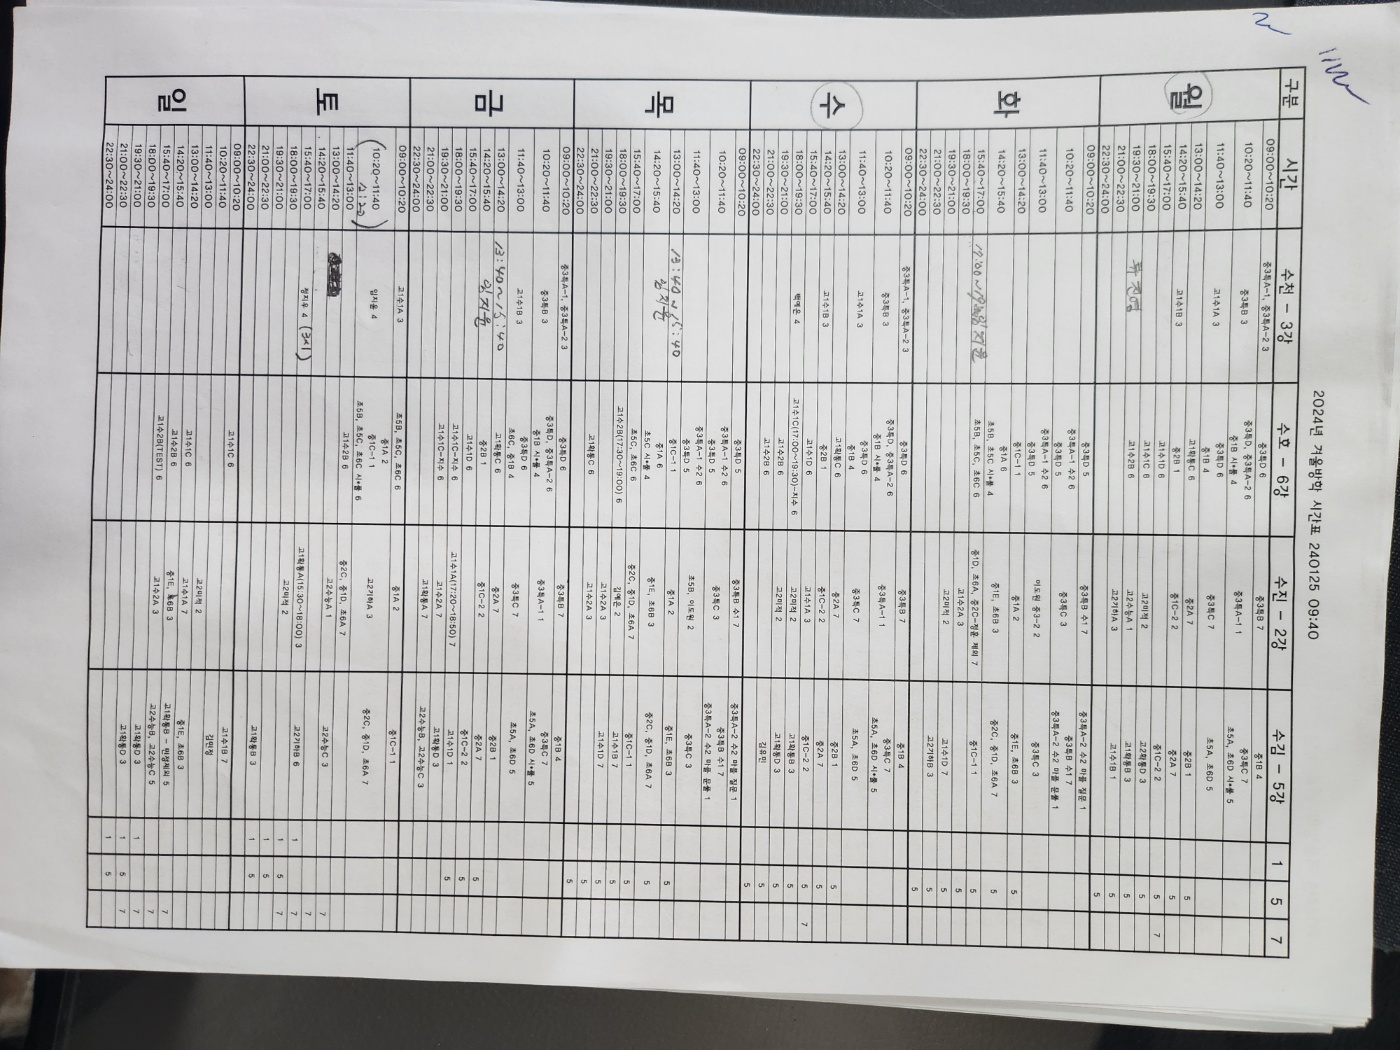 2024년 겨울방학 시간표 240125 09:40
구분 시간 수천 - 3강 수호 - 6강 수진 - 2강 수김 - 5강 1 5 7
월
09:00~10:20 중3특A-1, 중3특A-2 3 중3특D 6 중3특B 7 중1B 4
10:20~11:40 중3특B 3 중3특D, 중3특A-2 6 중3특A-1 1 중3특C 7
중1B 시*풀 4 초5A, 초6D 시*풀 5
11:40~13:00 고1수1A 3 중3특D 6 중3특C 7 초5A, 초6D 5
중1B 4
13:00~14:20 고1확통C 6 중2A 7 중2B 1 5
14:20~15:40 고1수1B 3 중2B 1 중1C-2 2 중2A 7 5
15:40~17:00 고1수1D 6 중1C-2 2 5 7
18:00~19:30 고1수1C 6 고2미적 2 고2확통D 3 5
19:30~21:00 류진영 고1수2B 6 고2수능A 1 고1확통B 3 5
21:00~22:30 고2기하A 3 고1수1B 1 5
22:30~24:00 5
화
09:00~10:20 중3특D 5 중3특B 수1 7 중3특A-2 수2 마플 질문 1
10:20~11:40 중3특A-1 수2 6 중3특C 3 중3특B 수1 7
중3특D 5 중3특A-2 수2 마플 문풀 1
11:40~13:00 중3특A-1 수2 6 이도원 중3-2 2 중3특C 3
중3특D 5
13:00~14:20 중1C-1 1 중1A 2 중1E, 초6B 3 5
14:20~15:40 중1A 6 중1E, 초6B 3 중2C, 중1D, 초6A 7 5
초5B, 초5C 시*풀 4
15:40~17:00 17:00~19:00 임지윤 초5B, 초5C, 초6C 6 중1D, 초6A, 중2C-정윤 제외 7 중1C-1 1 5
18:00~19:30 고1수2A 3 5
19:30~21:00 고2미적 2 고1수1D 7 5
21:00~22:30 고2기하B 3 5
22:30~24:00 5
수
09:00~10:20 중3특A-1, 중3특A-2 3 중3특D 6 중3특B 7 중1B 4
10:20~11:40 중3특B 3 중3특D, 중3특A-2 6 중3특A-1 1 중3특C 7
중1B 시*풀 4 초5A, 초6D 시*풀 5
11:40~13:00 고1수1A 3 중3특D 6 중3특C 7 초5A, 초6D 5
중1B 4
13:00~14:20 고1확통C 6 중2A 7 중2B 1 5
14:20~15:40 고1수1B 3 중2B 1 중1C-2 2 중2A 7 5
15:40~17:00 고1수1D 6 고1수1A 3 중1C-2 2 5 7
18:00~19:30 백예은 4 고1수1C(17:00~19:30)-지수 6 고2미적 2 고1확통B 3 5
19:30~21:00 고1수2B 6 고2미적 2 고1확통D 3 5
21:00~22:30 고1수2B 6 김유민 5
22:30~24:00 5
목
09:00~10:20 중3특D 5 중3특B 수1 7 중3특A-2 수2 마플 질문 1
10:20~11:40 중3특A-1 수2 6 중3특C 3 중3특B 수1 7
중3특D 5 중3특A-2 수2 마플 문풀 1
11:40~13:00 중3특A-1 수2 6 초5B, 이도원 2 중3특C 3
중3특D 5
13:00~14:20 13:40~15:40 임지윤 중1C-1 1 중1A 2 중1E, 초6B 3 5
14:20~15:40 중1A 6 중1E, 초6B 3 중2C, 중1D, 초6A 7 5
초5C 시*풀 4
15:40~17:00 초5C, 초6C 6 중2C, 중1D, 초6A 7 중1C-1 1 5
18:00~19:30 고1수2B(17:30~19:00) 6 김예은 2 고1수1B 7 5
19:30~21:00 고1수2A 3 고1수1D 7 5
21:00~22:30 고1확통C 6 고1수2A 3 5
22:30~24:00 5
금
09:00~10:20 중3특A-1, 중3특A-2 3 중3특D 6 중3특B 7 중1B 4
10:20~11:40 중3특B 3 중3특D, 중3특A-2 6 중3특A-1 1 중3특C 7
중1B 시*풀 4 초5A, 초6D 시*풀 5
11:40~13:00 고1수1B 3 중3특D 6 중3특C 7 초5A, 초6D 5
초6C, 중1B 4
13:00~14:20 13:40~15:40 임지윤 고1확통C 6 중2A 7 중2B 1
14:20~15:40 중2B 1 중1C-2 2 중2A 7 5
15:40~17:00 고1수1D 6 중1C-2 2 5
18:00~19:30 고1수1C-지수 6 고1수1A(17:20~18:50) 7 고1수1D 1 5
19:30~21:00 고1수1C-지수 6 고1수2A 7 고1확통D 3
21:00~22:30 고1확통A 7 고2수능B, 고2수능C 3
22:30~24:00
토
09:00~10:20 고1수1A 3 초5B, 초5C, 초6C 6 중1A 2 중1C-1 1
(10:20~11:40 임지윤 4 중1A 2 고2기하A 3 중2C, 중1D, 초6A 7
중1C-1 1
11:40~13:00 초5B, 초5C, 초6C 시*풀 6 중2C, 중1D, 초6A 7
13:00~14:20 고1수2B 6 고2수능A 1
14:20~15:40 고2수능C 3 7
15:40~17:00 정지우 4 (3시) 고1확통A(15:30~18:00) 3 7
18:00~19:30 고2미적 2 고2기하B 6 1 7
19:30~21:00 1 5 7
21:00~22:30 1 5
22:30~24:00 고1확통B 3 1 5
일
09:00~10:20 고1수1C 6
10:20~11:40 고1수1B 7
11:40~13:00 김민정
13:00~14:20 고2미적 2
14:20~15:40 고1수1C 6 고1수1A 7 중1E, 초6B 3
15:40~17:00 고1수2B 6 중1E, 초6B 3 고1확통B - 민정제외 5 7
18:00~19:30 고1수2B(TEST) 6 고1수2A 3 고2수능B, 고2수능C 5 7
19:30~21:00 고1확통D 3 1 7
21:00~22:30 고1확통D 3 1 5 7
22:30~24:00 1 5